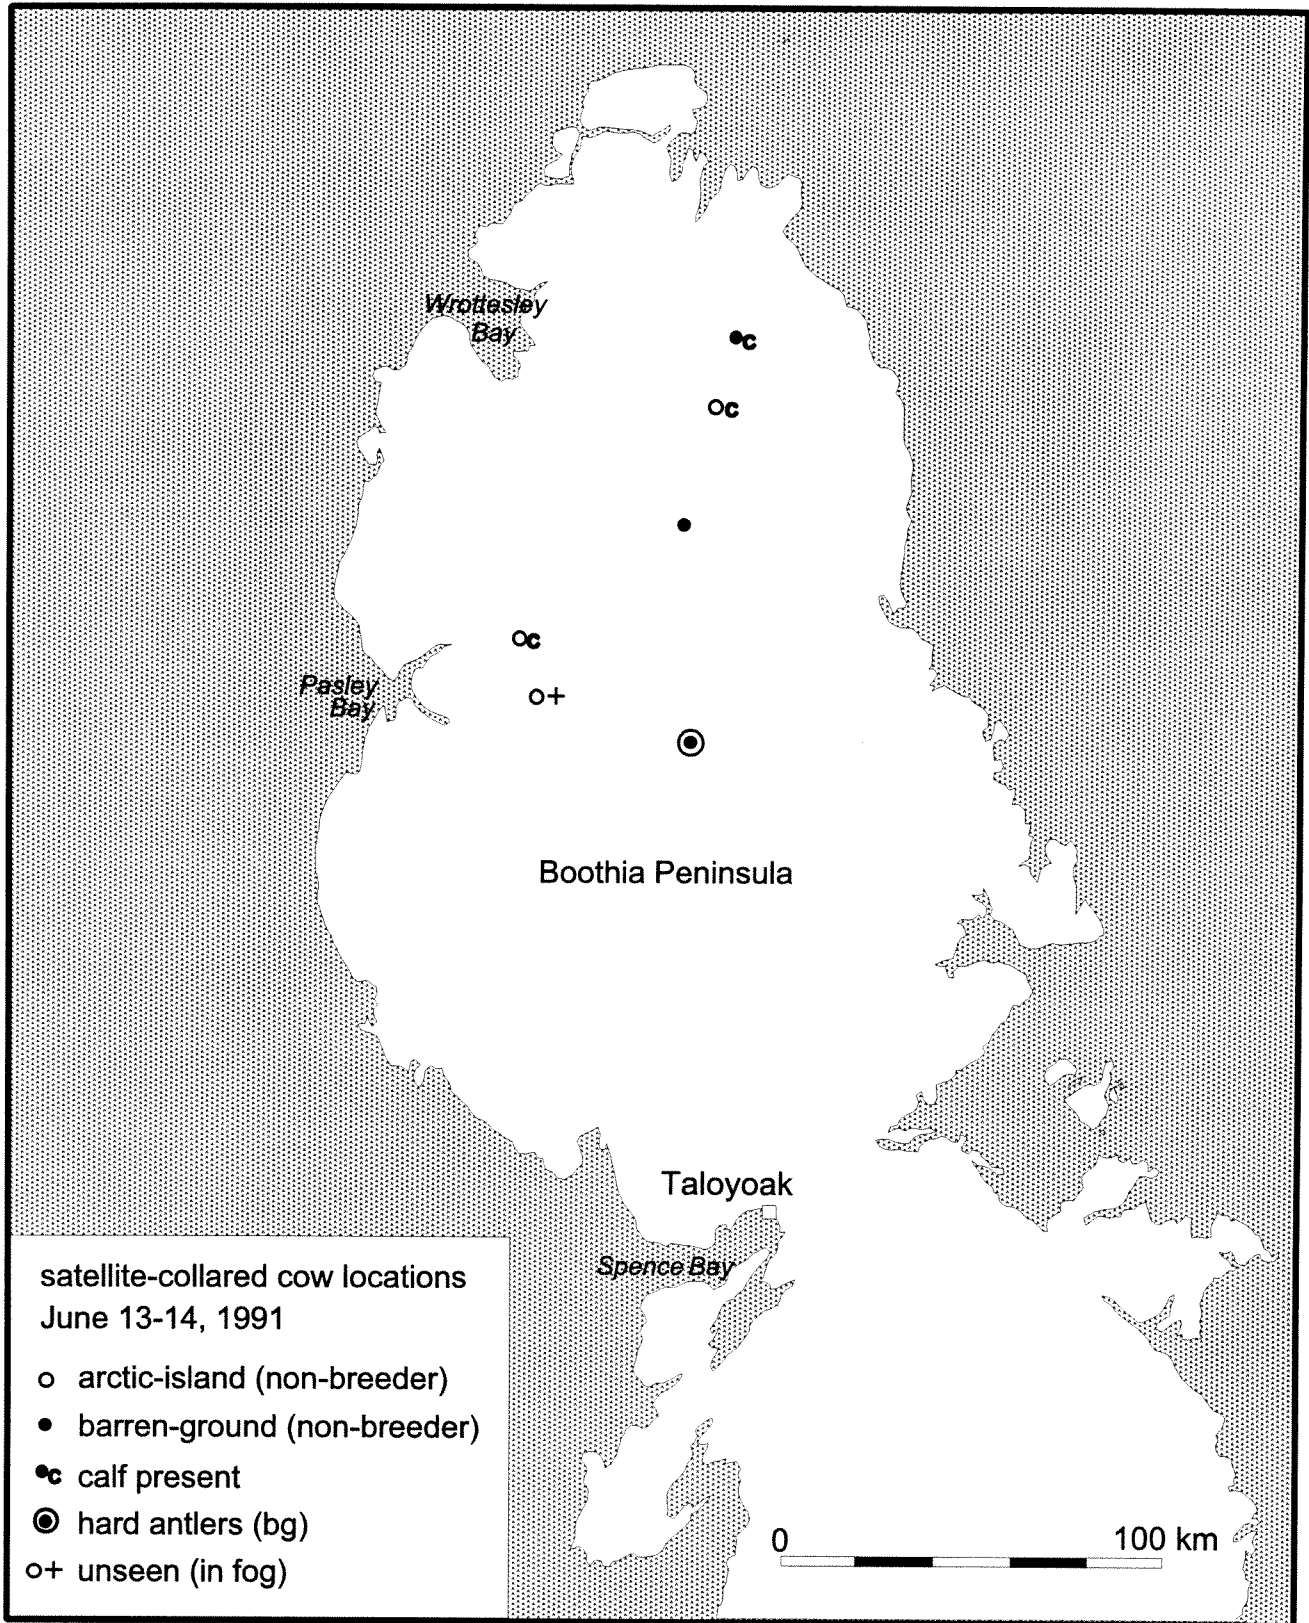 Wrottesley
Bay
c
c
c
Pasley
Bay
+
Boothia Peninsula
Taloyoak
Spence Bay
satellite-collared cow locations
June 13-14, 1991
arctic-island (non-breeder)
barren-ground (non-breeder)
c calf present
hard antlers (bg)
+ unseen (in fog)
0 100 km